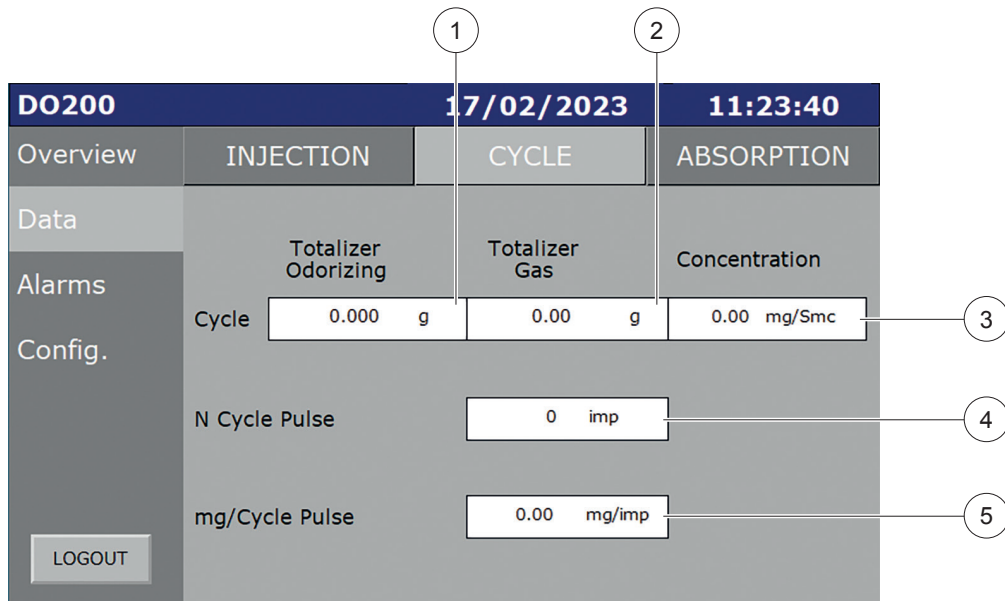 1
2
DO200 17/02/2023 11:23:40
Overview INJECTION CYCLE ABSORPTION
Data
Totalizer Odorizing Totalizer Gas Concentration
Alarms
Cycle 0.000 g 0.00 g 0.00 mg/Smc 3
Config.
N Cycle Pulse 0 imp 4
mg/Cycle Pulse 0.00 mg/imp 5
LOGOUT